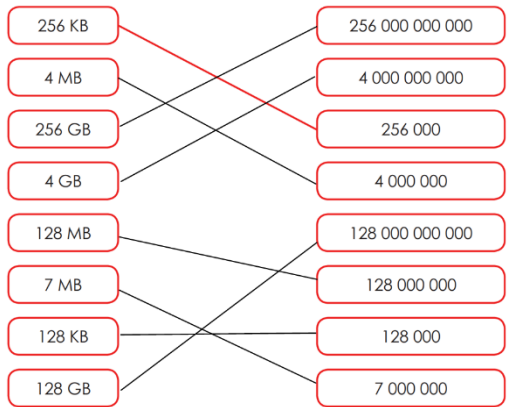 256 KB 256 000 000 000
4 MB 4 000 000 000
256 GB 256 000
4 GB 4 000 000
128 MB 128 000 000 000
7 MB 128 000 000
128 KB 128 000
128 GB 7 000 000